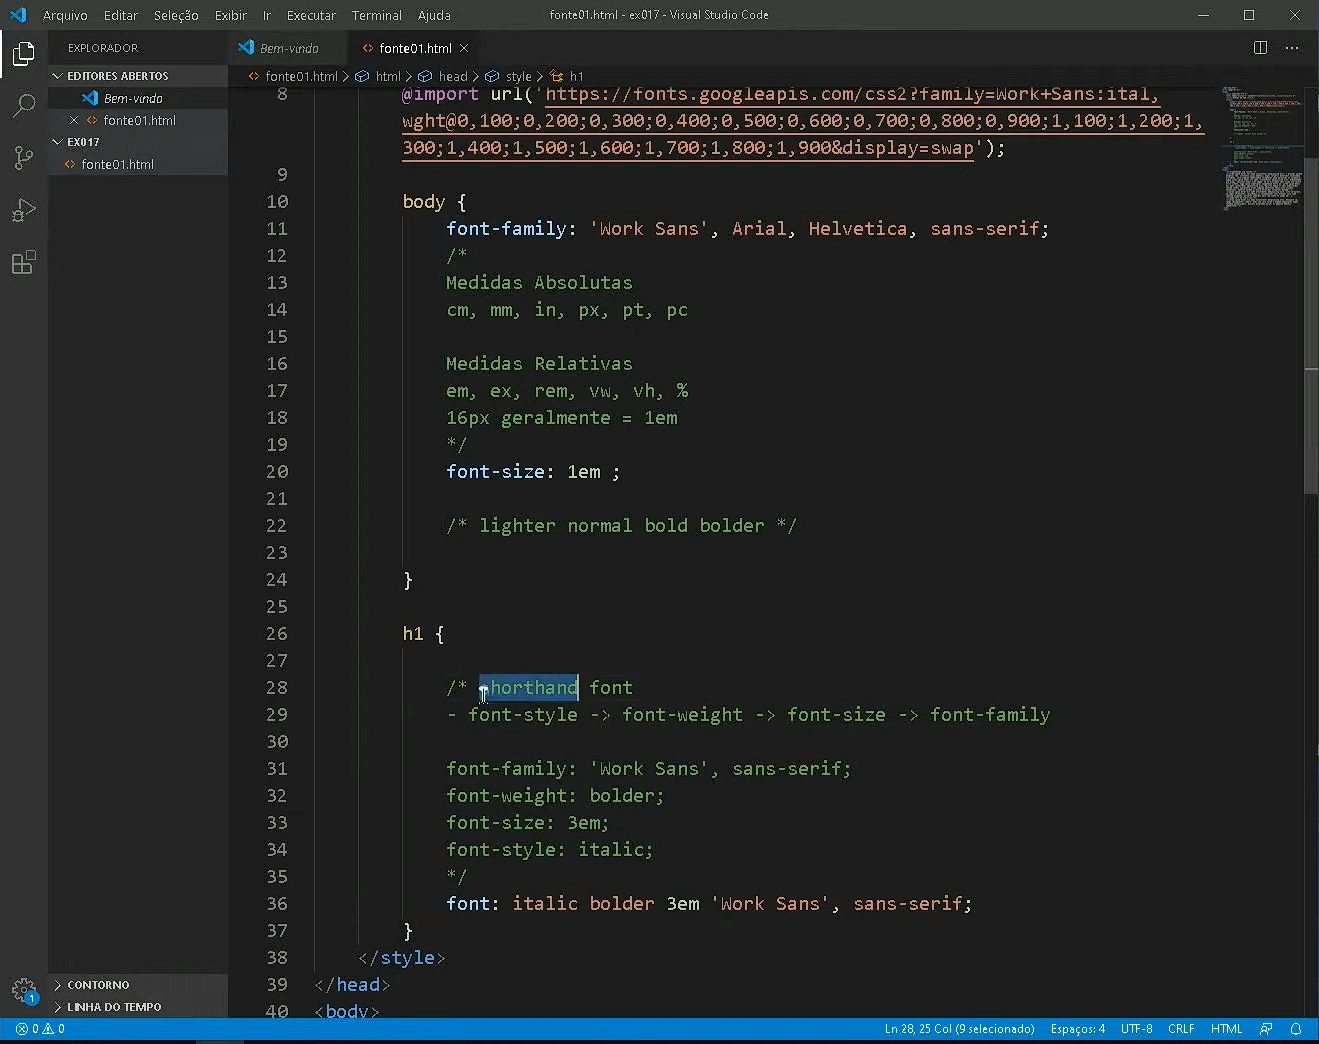 Arquivo Editar Seleção Exibir Ir Executar Terminal Ajuda fonte01.html - ex017 - Visual Studio Code
EXPLORADOR
Bem-vindo fonte01.html
EDITORES ABERTOS
Bem-vindo
fonte01.html
EX017
fonte01.html
fonte01.html > html > head > style > h1
8 @import url('https://fonts.googleapis.com/css2?family=Work+Sans:ital,
wght@0,100;0,200;0,300;0,400;0,500;0,600;0,700;0,800;0,900;1,100;1,200;1,
300;1,400;1,500;1,600;1,700;1,800;1,900&display=swap');
9
10 body {
11 font-family: 'Work Sans', Arial, Helvetica, sans-serif;
12 /*
13 Medidas Absolutas
14 cm, mm, in, px, pt, pc
15
16 Medidas Relativas
17 em, ex, rem, vw, vh, %
18 16px geralmente = 1em
19 */
20 font-size: 1em ;
21
22 /* lighter normal bold bolder */
23
24 }
25
26 h1 {
27
28 /* shorthand font
29 - font-style -> font-weight -> font-size -> font-family
30
31 font-family: 'Work Sans', sans-serif;
32 font-weight: bolder;
33 font-size: 3em;
34 font-style: italic;
35 */
36 font: italic bolder 3em 'Work Sans', sans-serif;
37 }
38 </style>
39 </head>
40 <body>
CONTORNO
LINHA DO TEMPO
1
0 0 Ln 28, 25 Col (9 selecionado) Espaços: 4 UTF-8 CRLF HTML